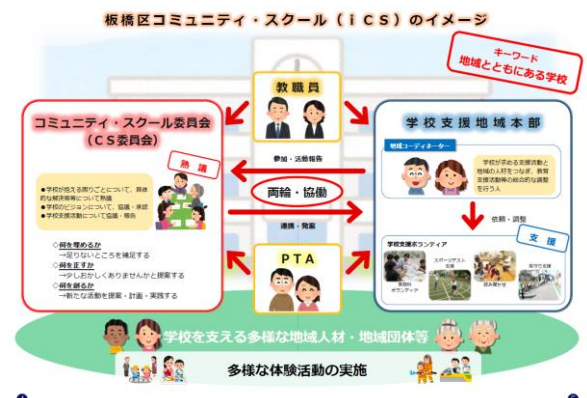 板橋区コミュニティ・スクール（ｉＣＳ）のイメージ
キーワード
地域とともにある学校
教職員
コミュニティ・スクール委員会
（ＣＳ委員会）
熟議
●学校が抱える困りごとについて、具体
的な解決策等について熟議
●学校のビジョンについて、協議・承認
●学校支援活動について協議・報告
◇何を埋めるか
→足りないところを補足する
◇何を正すか
→少しおかしくありませんかと提案する
◇何を創るか
→新たな活動を提案・計画・実践する
参加・活動報告
両輪・協働
連携・発案
PTA
学校支援地域本部
地域コーディネーター
学校が求める支援活動と
地域の人材をつなぎ、教育
支援活動等の総合的な調整
を行う人
依頼・調整
支援
学校支援ボランティア
スポーツテスト
支援
ボランティア
読み聞かせ
見守り支援
学校を支える多様な地域人材・地域団体等
多様な体験活動の実施